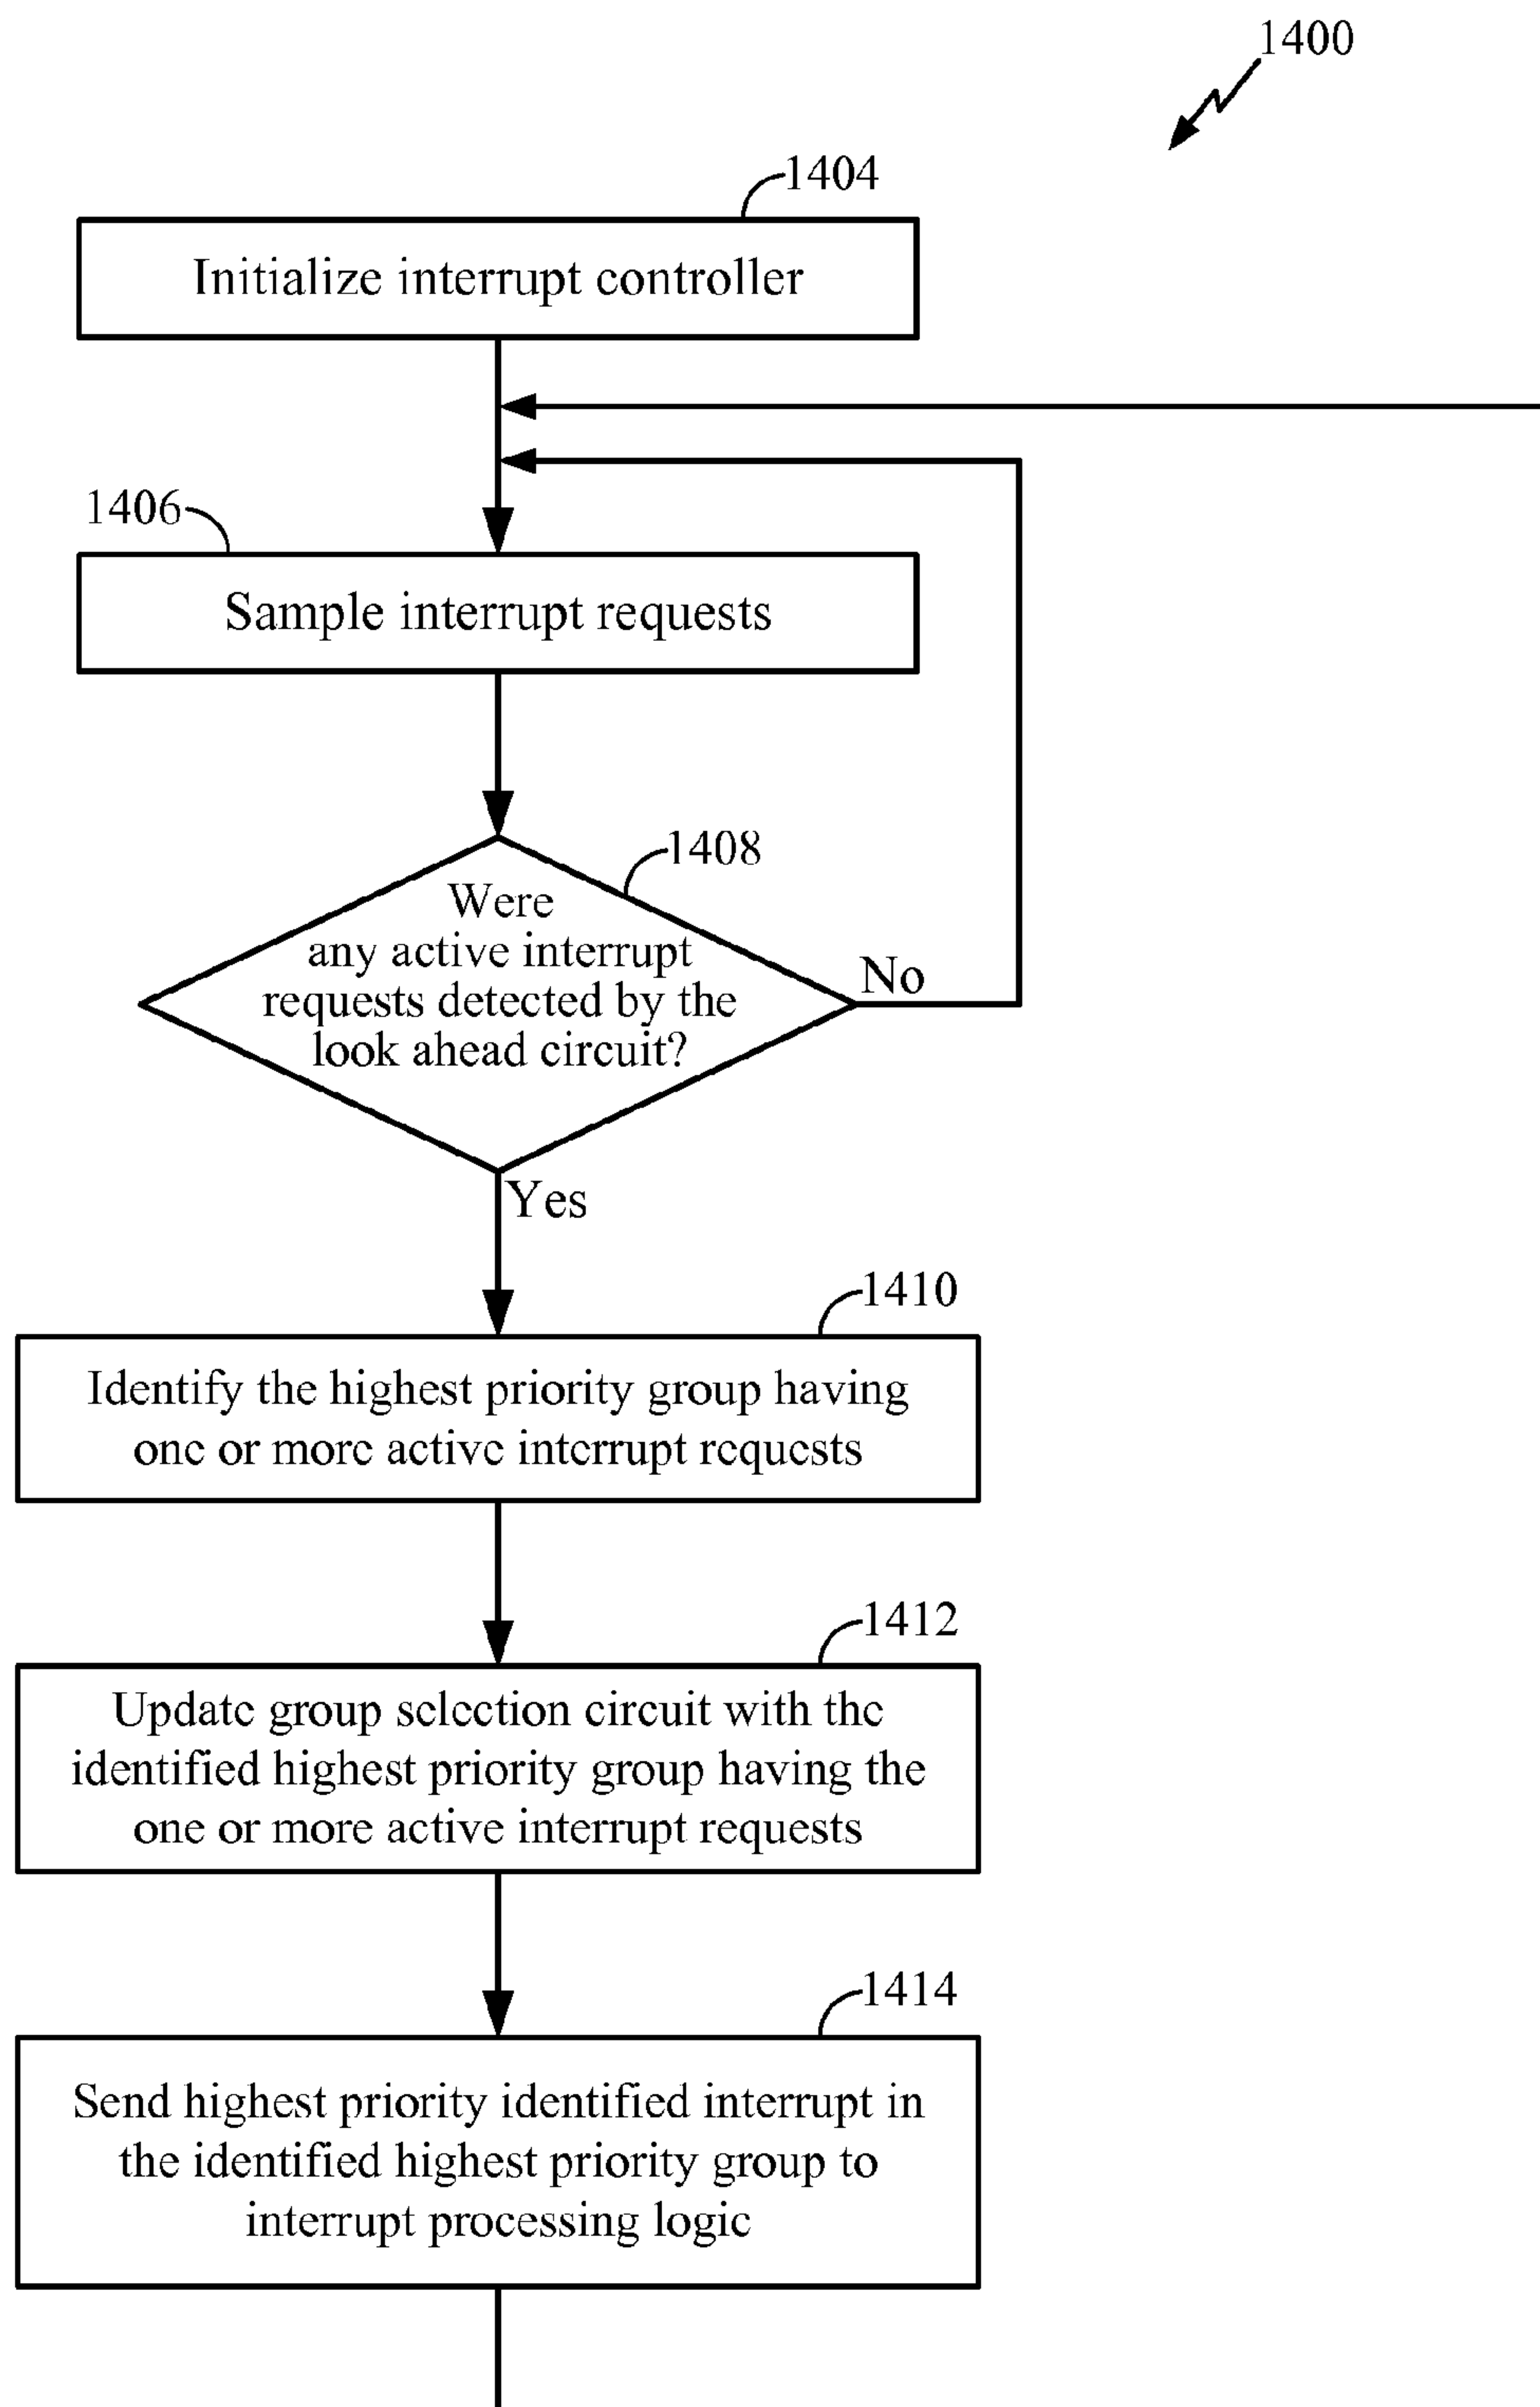 1400
1404
Initialize interrupt controller
1406
Sample interrupt requests
1408
Were
any active interrupt
requests detected by the
look ahead circuit?
No
Yes
1410
Identify the highest priority group having
one or more active interrupt requests
1412
Update group selection circuit with the
identified highest priority group having the
one or more active interrupt requests
1414
Send highest priority identified interrupt in
the identified highest priority group to
interrupt processing logic